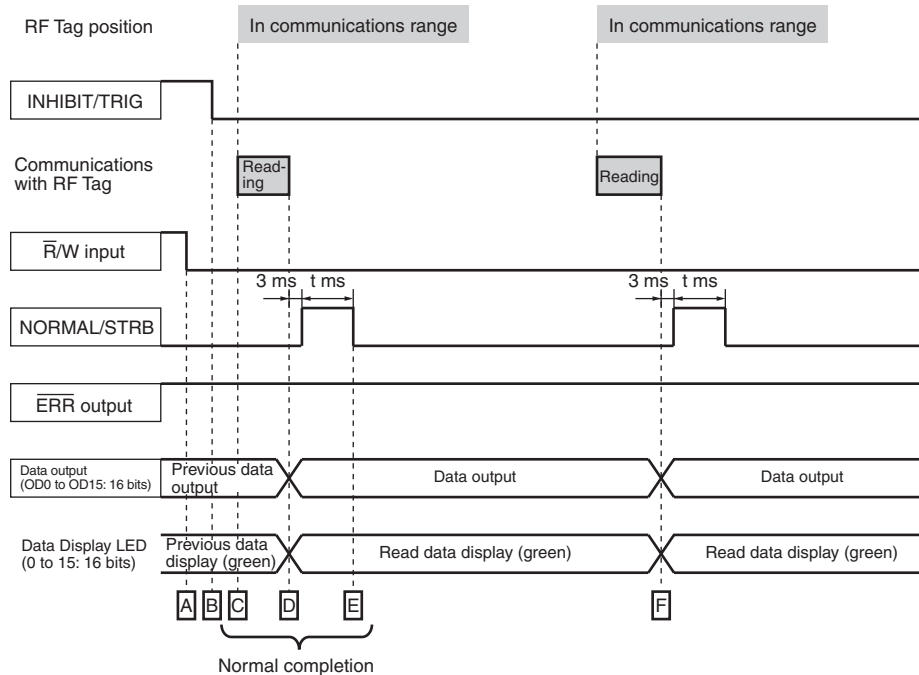 RF Tag position
In communications range
In communications range
INHIBIT/TRIG
Communications
with RF Tag
Read-
ing
Reading
R̅/W input
3 ms
t ms
3 ms
t ms
NORMAL/STRB
E̅R̅R̅ output
Data output
(OD0 to OD15: 16 bits)
Previous data
output
Data output
Data output
Data Display LED
(0 to 15: 16 bits)
Previous data
display (green)
Read data display (green)
Read data display (green)
A
B
C
D
E
F
Normal completion